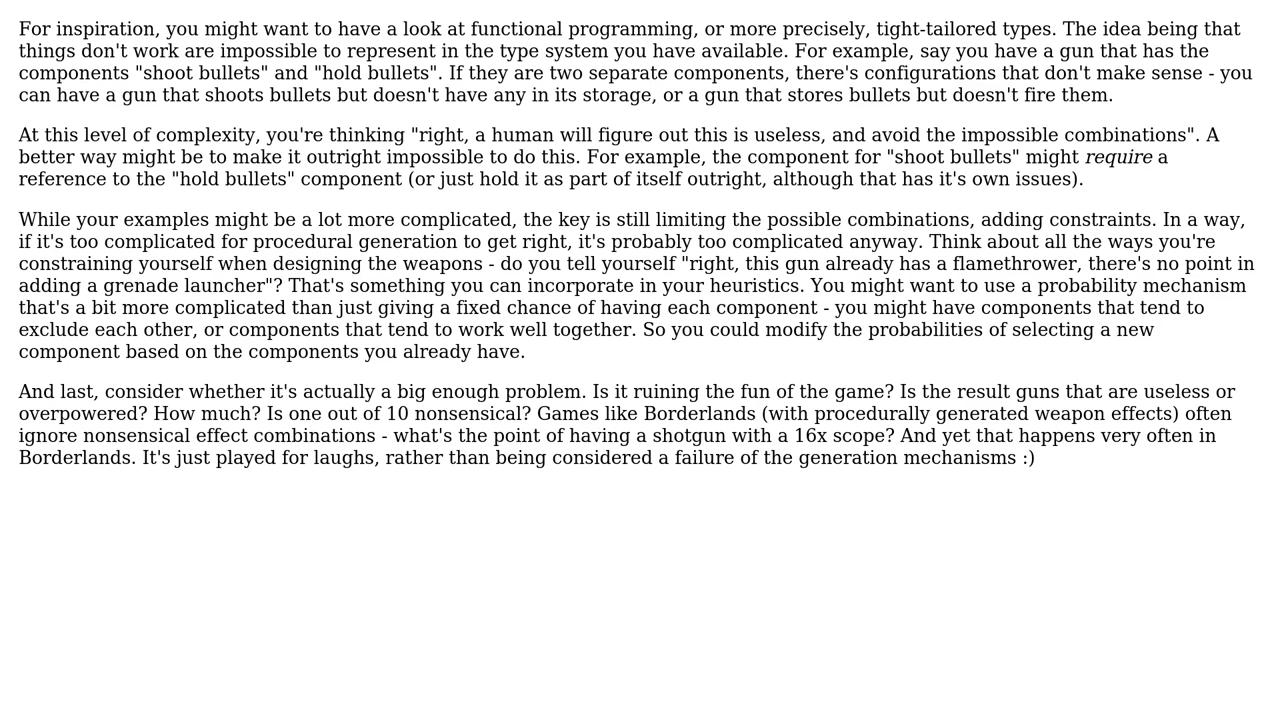 For inspiration, you might want to have a look at functional programming, or more precisely, tight-tailored types. The idea being that
things don't work are impossible to represent in the type system you have available. For example, say you have a gun that has the
components "shoot bullets" and "hold bullets". If they are two separate components, there's configurations that don't make sense - you
can have a gun that shoots bullets but doesn't have any in its storage, or a gun that stores bullets but doesn't fire them.
At this level of complexity, you're thinking "right, a human will figure out this is useless, and avoid the impossible combinations". A
better way might be to make it outright impossible to do this. For example, the component for "shoot bullets" might require a
reference to the "hold bullets" component (or just hold it as part of itself outright, although that has it's own issues).
While your examples might be a lot more complicated, the key is still limiting the possible combinations, adding constraints. In a way,
if it's too complicated for procedural generation to get right, it's probably too complicated anyway. Think about all the ways you're
constraining yourself when designing the weapons - do you tell yourself "right, this gun already has a flamethrower, there's no point in
adding a grenade launcher"? That's something you can incorporate in your heuristics. You might want to use a probability mechanism
that's a bit more complicated than just giving a fixed chance of having each component - you might have components that tend to
exclude each other, or components that tend to work well together. So you could modify the probabilities of selecting a new
component based on the components you already have.
And last, consider whether it's actually a big enough problem. Is it ruining the fun of the game? Is the result guns that are useless or
overpowered? How much? Is one out of 10 nonsensical? Games like Borderlands (with procedurally generated weapon effects) often
ignore nonsensical effect combinations - what's the point of having a shotgun with a 16x scope? And yet that happens very often in
Borderlands. It's just played for laughs, rather than being considered a failure of the generation mechanisms :)